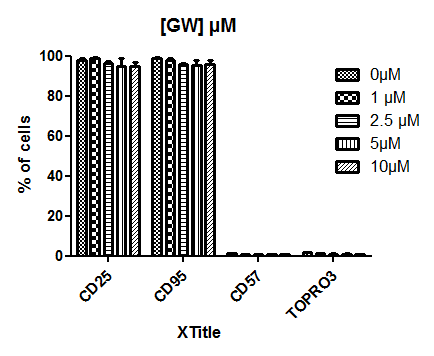 [GW] µM
100
80
60
40
20
0
% of cells
CD25
CD95
CD57
TOPRO3
XTitle
0µM
1 µM
2.5 µM
5µM
10µM